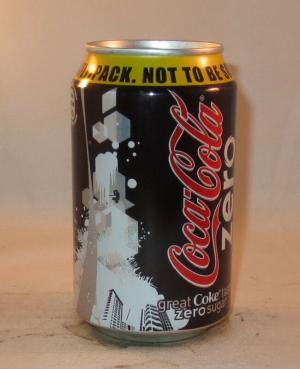 PACK. NOT TO BE
Coca-Cola
zero
great Coke
zero sugar